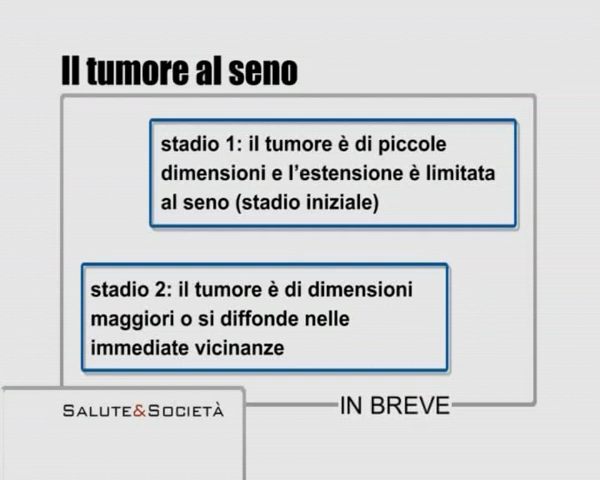 Il tumore al seno
stadio 1: il tumore è di piccole
dimensioni e l'estensione è limitata
al seno (stadio iniziale)
stadio 2: il tumore è di dimensioni
maggiori o si diffonde nelle
immediate vicinanze
SALUTE&SOCIETÀ
IN BREVE